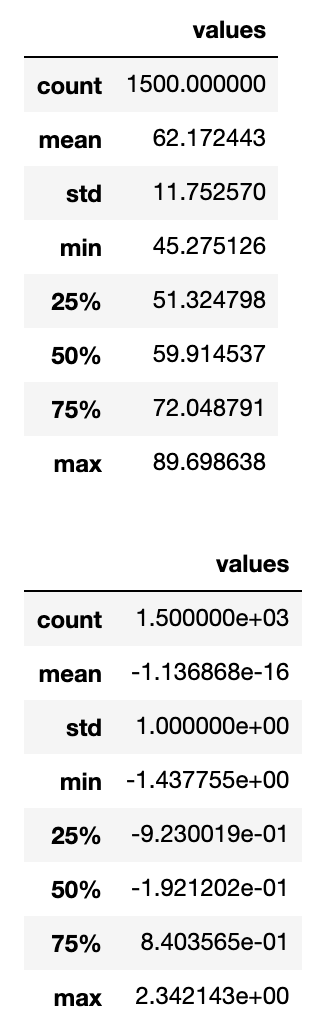 values
count 1500.000000
mean 62.172443
std 11.752570
min 45.275126
25% 51.324798
50% 59.914537
75% 72.048791
max 89.698638
values
count 1.500000e+03
mean -1.136868e-16
std 1.000000e+00
min -1.437755e+00
25% -9.230019e-01
50% -1.921202e-01
75% 8.403565e-01
max 2.342143e+00